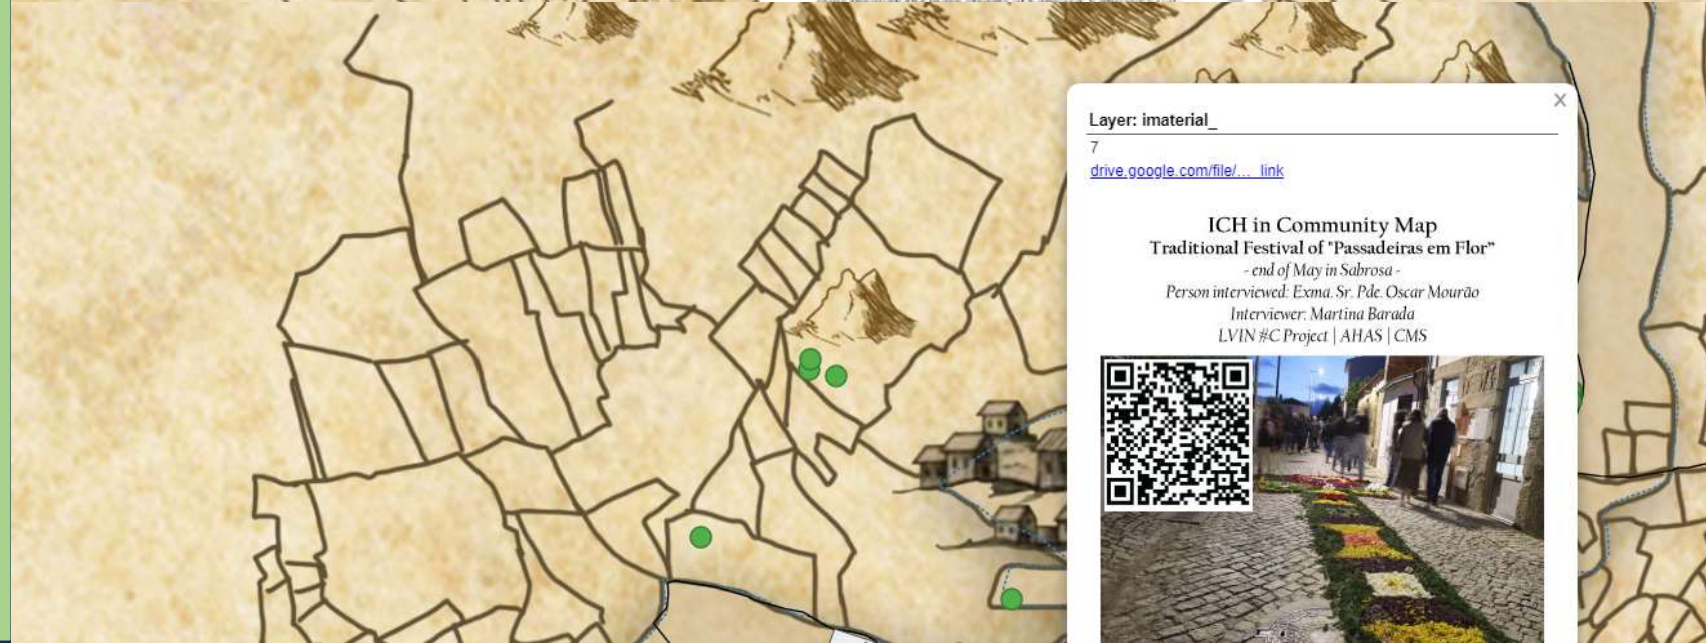 Layer: imaterial_
7
drive.google.com/file/... link
ICH in Community Map
Traditional Festival of "Passadeiras em Flor"
- end of May in Sabrosa -
Person interviewed: Exma. Sr. Pde. Oscar Mourão
Interviewer: Martina Barada
LVIN #C Project | AHAS | CMS